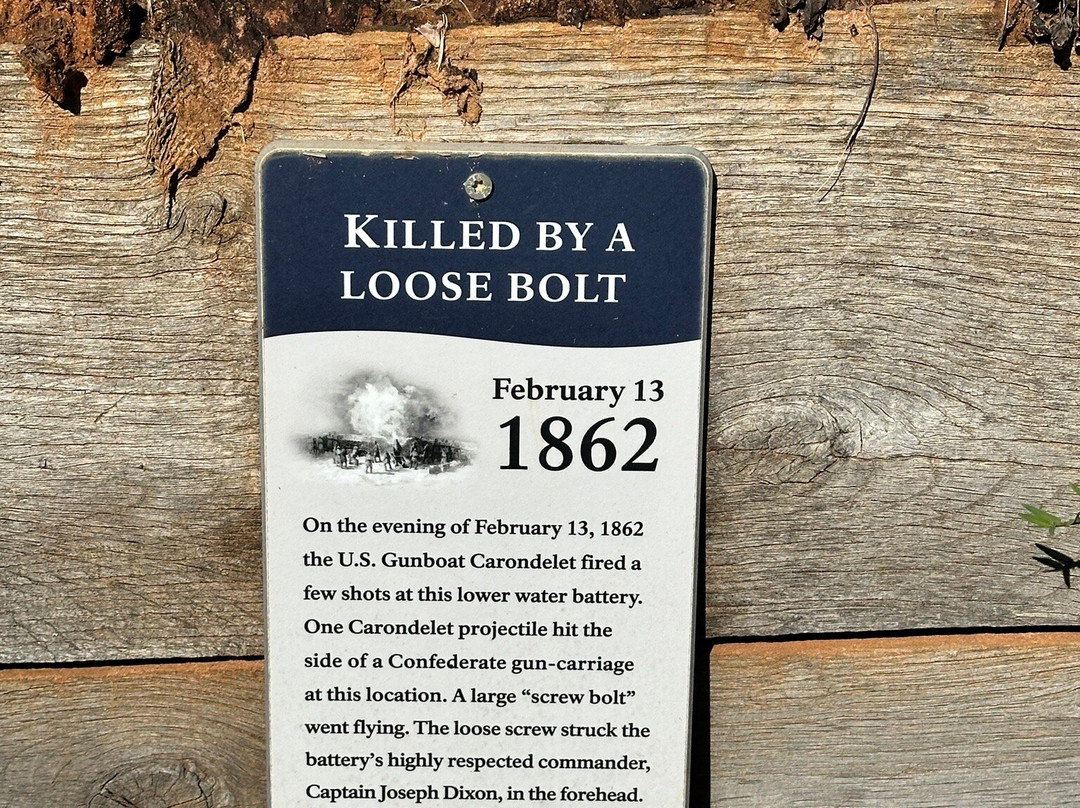 KILLED BY A
LOOSE BOLT
February 13
1862
On the evening of February 13, 1862
the U.S. Gunboat Carondelet fired a
few shots at this lower water battery.
One Carondelet projectile hit the
side of a Confederate gun-carriage
at this location. A large “screw bolt”
went flying. The loose screw struck the
battery’s highly respected commander,
Captain Joseph Dixon, in the forehead.